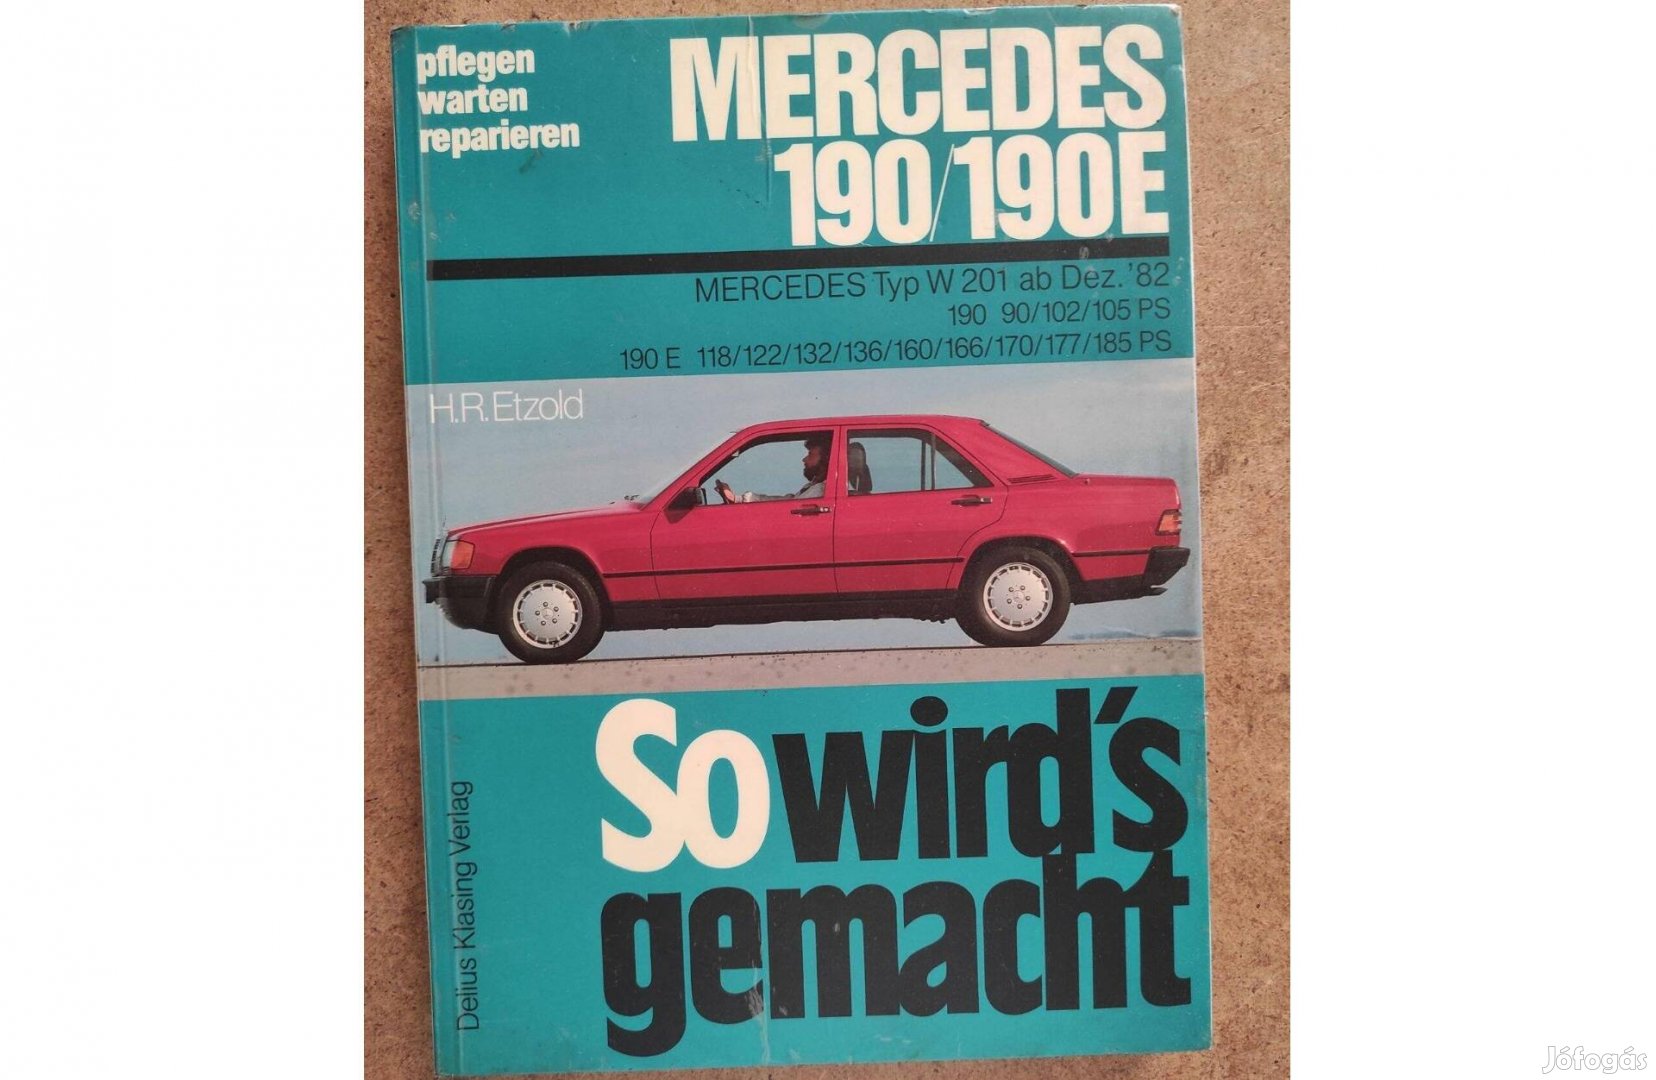 pflegen
warten
reparieren
MERCEDES
190/190E
MERCEDES Typ W 201 ab Dez. '82
190 90/102/105 PS
190 E 118/122/132/136/160/166/170/177/185 PS
H.R. Etzold
So wird's
gemacht
Delius Klasing Verlag
Jófogás